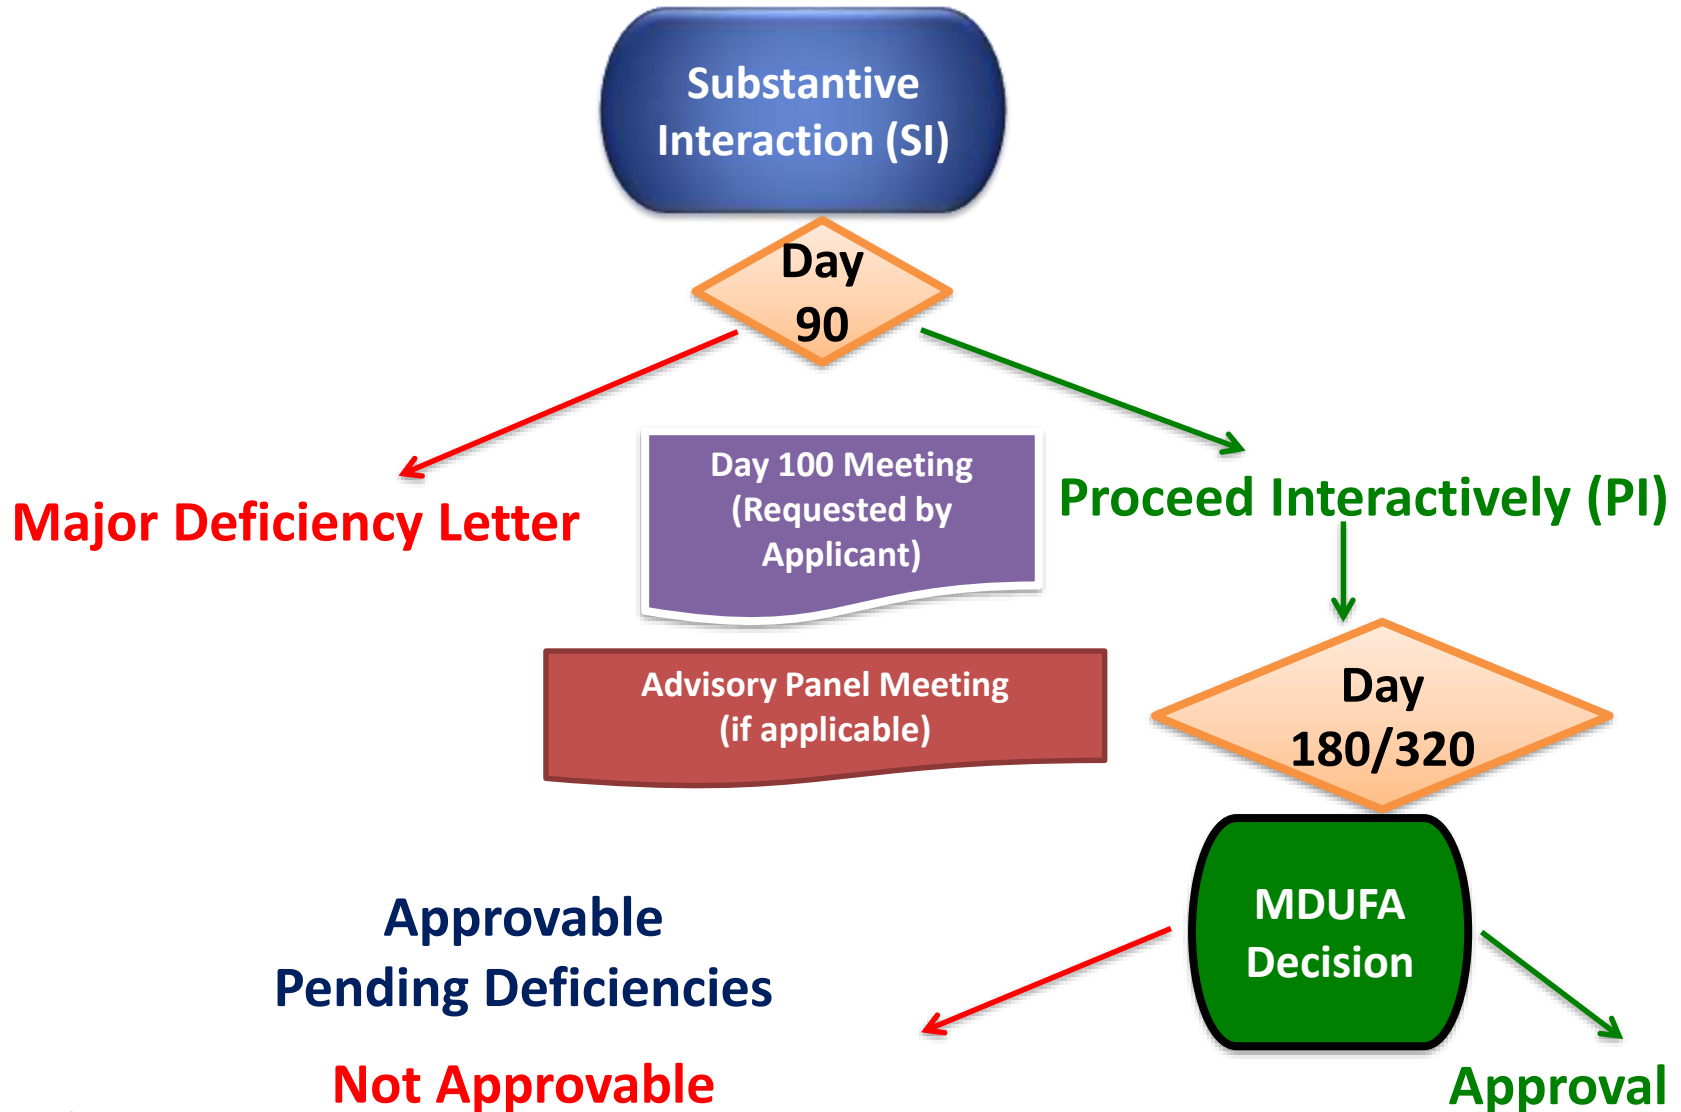 Substantive
Interaction (SI)
Day
90
Major Deficiency Letter
Day 100 Meeting
(Requested by
Applicant)
Proceed Interactively (PI)
Advisory Panel Meeting
(if applicable)
Day
180/320
MDUFA
Decision
Approvable
Pending Deficiencies
Not Approvable
Approval